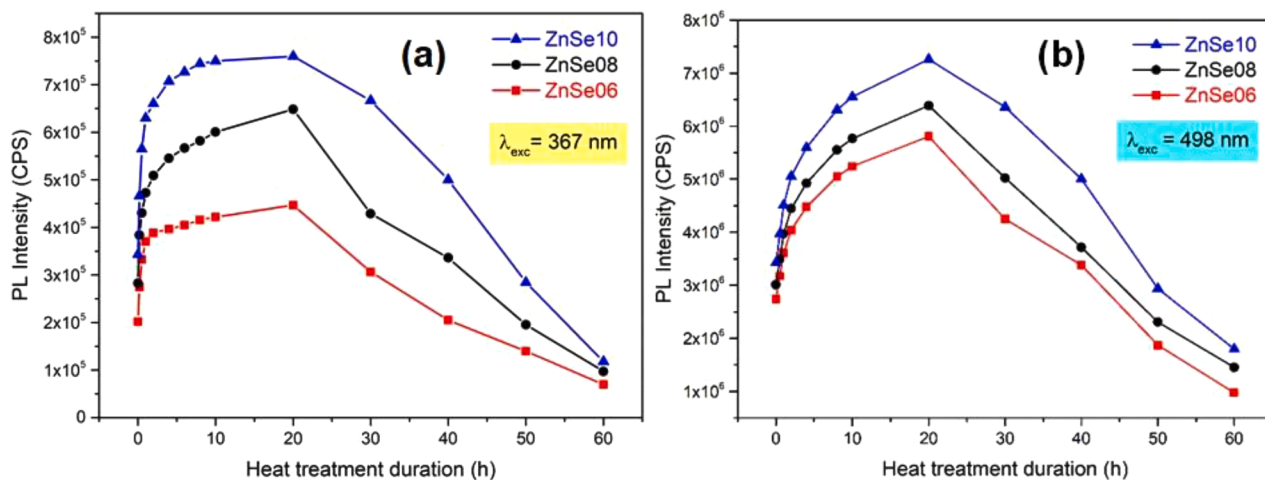 (a)
ZnSe10
ZnSe08
ZnSe06
λexc= 367 nm
PL Intensity (CPS)
8x10⁵
7x10⁵
6x10⁵
5x10⁵
4x10⁵
3x10⁵
2x10⁵
1x10⁵
0
0 10 20 30 40 50 60
Heat treatment duration (h)
(b)
ZnSe10
ZnSe08
ZnSe06
λexc = 498 nm
PL Intensity (CPS)
8x10⁶
7x10⁶
6x10⁶
5x10⁶
4x10⁶
3x10⁶
2x10⁶
1x10⁶
0 10 20 30 40 50 60
Heat treatment duration (h)